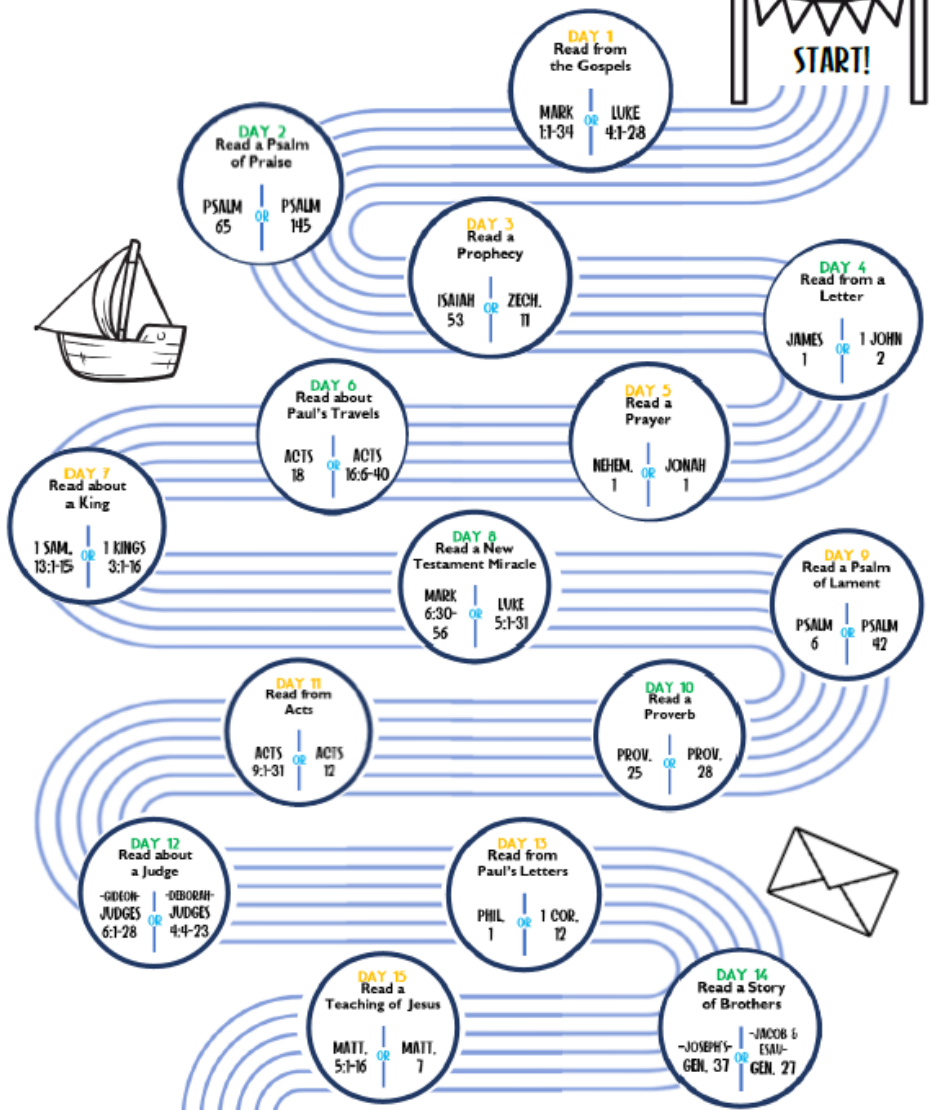 START!
DAY 1
Read from
the Gospels
MARK
1:1-34
OR
LUKE
4:1-28
DAY 2
Read a Psalm
of Praise
PSALM
65
OR
PSALM
145
DAY 3
Read a
Prophecy
ISAIAH
53
OR
ZECH.
11
DAY 4
Read from a
Letter
JAMES
1
OR
1 JOHN
2
DAY 5
Read a
Prayer
NEHEM.
1
OR
JONAH
1
DAY 6
Read about
Paul's Travels
ACTS
18
OR
ACTS
16:6-40
DAY 7
Read about
a King
1 SAM.
13:1-15
OR
1 KINGS
3:1-16
DAY 8
Read a New
Testament Miracle
MARK
6:30-
56
OR
LUKE
5:1-31
DAY 9
Read a Psalm
of Lament
PSALM
6
OR
PSALM
42
DAY 10
Read a
Proverb
PROV.
25
OR
PROV.
28
DAY 11
Read from
Acts
ACTS
9:1-31
OR
ACTS
12
DAY 12
Read about
a Judge
-GIDEON-
JUDGES
6:1-28
OR
-DEBORAH-
JUDGES
4:4-23
DAY 13
Read from
Paul's Letters
PHIL.
1
OR
1 COR.
12
DAY 14
Read a Story
of Brothers
-JOSEPH'S-
GEN. 37
OR
-JACOB &
ESAU-
GEN. 27
DAY 15
Read a
Teaching of Jesus
MATT.
5:1-16
OR
MATT.
7